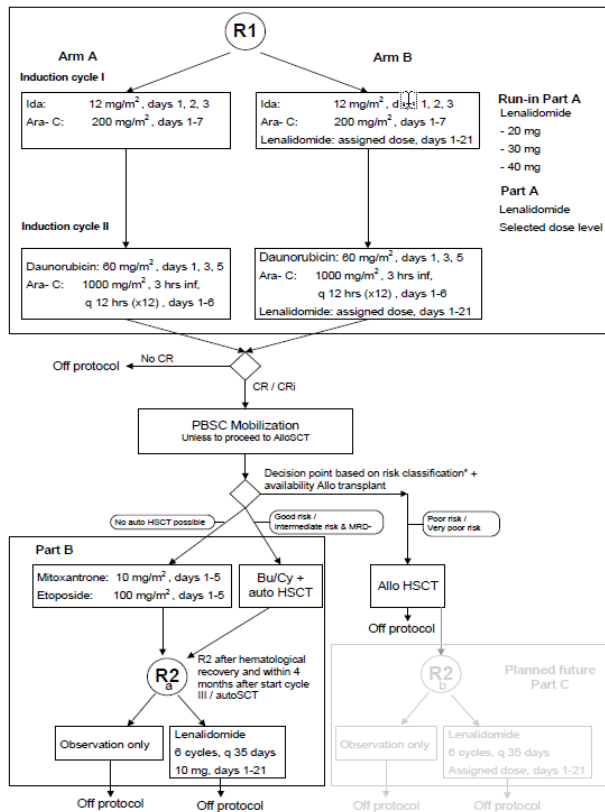 R1
Arm A
Arm B
Induction cycle I
Ida: 12 mg/m², days 1, 2, 3
Ara- C: 200 mg/m², days 1-7
Ida: 12 mg/m², days 1, 2, 3
Ara- C: 200 mg/m², days 1-7
Lenalidomide: assigned dose, days 1-21
Run-in Part A
Lenalidomide
- 20 mg
- 30 mg
- 40 mg
Part A
Lenalidomide
Selected dose level
Induction cycle II
Daunorubicin: 60 mg/m², days 1, 3, 5
Ara- C: 1000 mg/m², 3 hrs inf,
q 12 hrs (x12), days 1-6
Daunorubicin: 60 mg/m², days 1, 3, 5
Ara- C: 1000 mg/m², 3 hrs inf,
q 12 hrs (x12), days 1-6
Lenalidomide: assigned dose, days 1-21
Off protocol
No CR
CR / CRi
PBSC Mobilization
Unless to proceed to AlloSCT
Decision point based on risk classification* +
availability Allo transplant
No auto HSCT possible
Good risk /
Intermediate risk & MRD-
Poor risk /
Very poor risk
Part B
Mitoxantrone: 10 mg/m², days 1-5
Etoposide: 100 mg/m², days 1-5
Bu/Cy +
auto HSCT
Allo HSCT
Off protocol
R2
a
R2 after hematological
recovery and within 4
months after start cycle
III / autoSCT
R2
b
Planned future
Part C
Observation only
Lenalidomide
6 cycles, q 35 days
10 mg, days 1-21
Observation only
Lenalidomide
6 cycles, q 35 days
Assigned dose, days 1-21
Off protocol
Off protocol
Off protocol
Off protocol